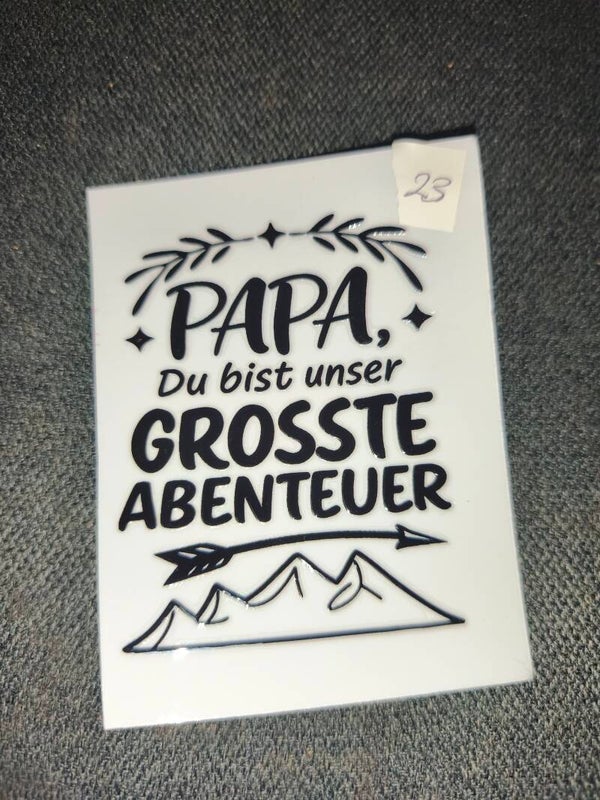 23
PAPA,
Du bist unser
GROSSTE
ABENTEUER